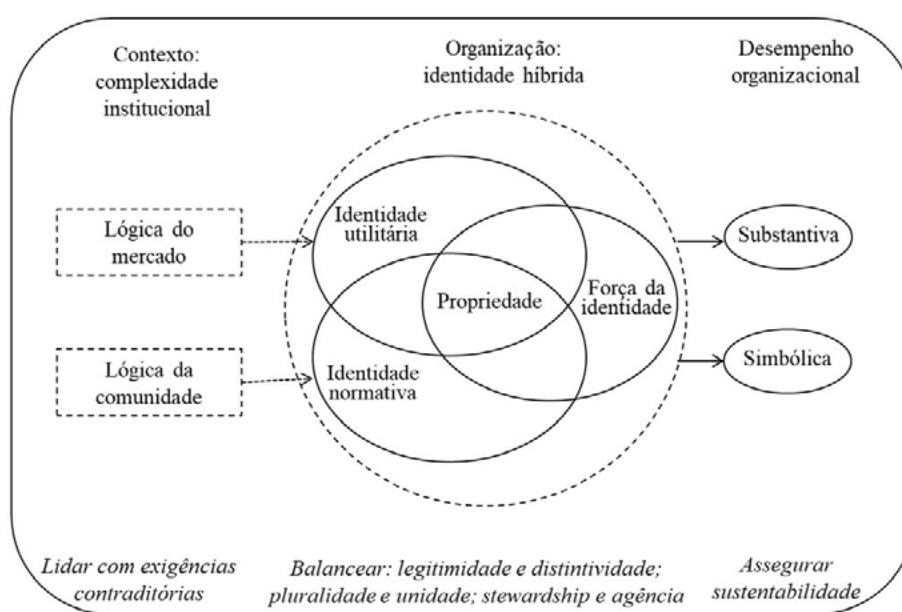 Contexto:
complexidade
institucional
Organização:
identidade híbrida
Desempenho
organizacional
Lógica do
mercado
Lógica da
comunidade
Identidade
utilitária
Propriedade
Força da
identidade
Identidade
normativa
Substantiva
Simbólica
Lidar com exigências
contraditórias
Balancear: legitimidade e distintividade;
pluralidade e unidade; stewardship e agência
Assegurar
sustentabilidade